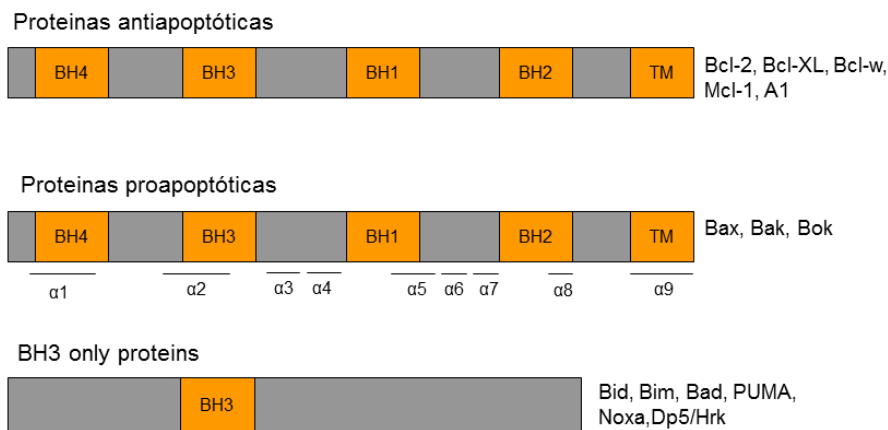 Proteinas antiapoptóticas
BH4 BH3 BH1 BH2 TM
Bcl-2, Bcl-XL, Bcl-w,
Mcl-1, A1
Proteinas proapoptóticas
BH4 BH3 BH1 BH2 TM
Bax, Bak, Bok
α1 α2 α3 α4 α5 α6 α7 α8 α9
BH3 only proteins
BH3
Bid, Bim, Bad, PUMA,
Noxa,Dp5/Hrk